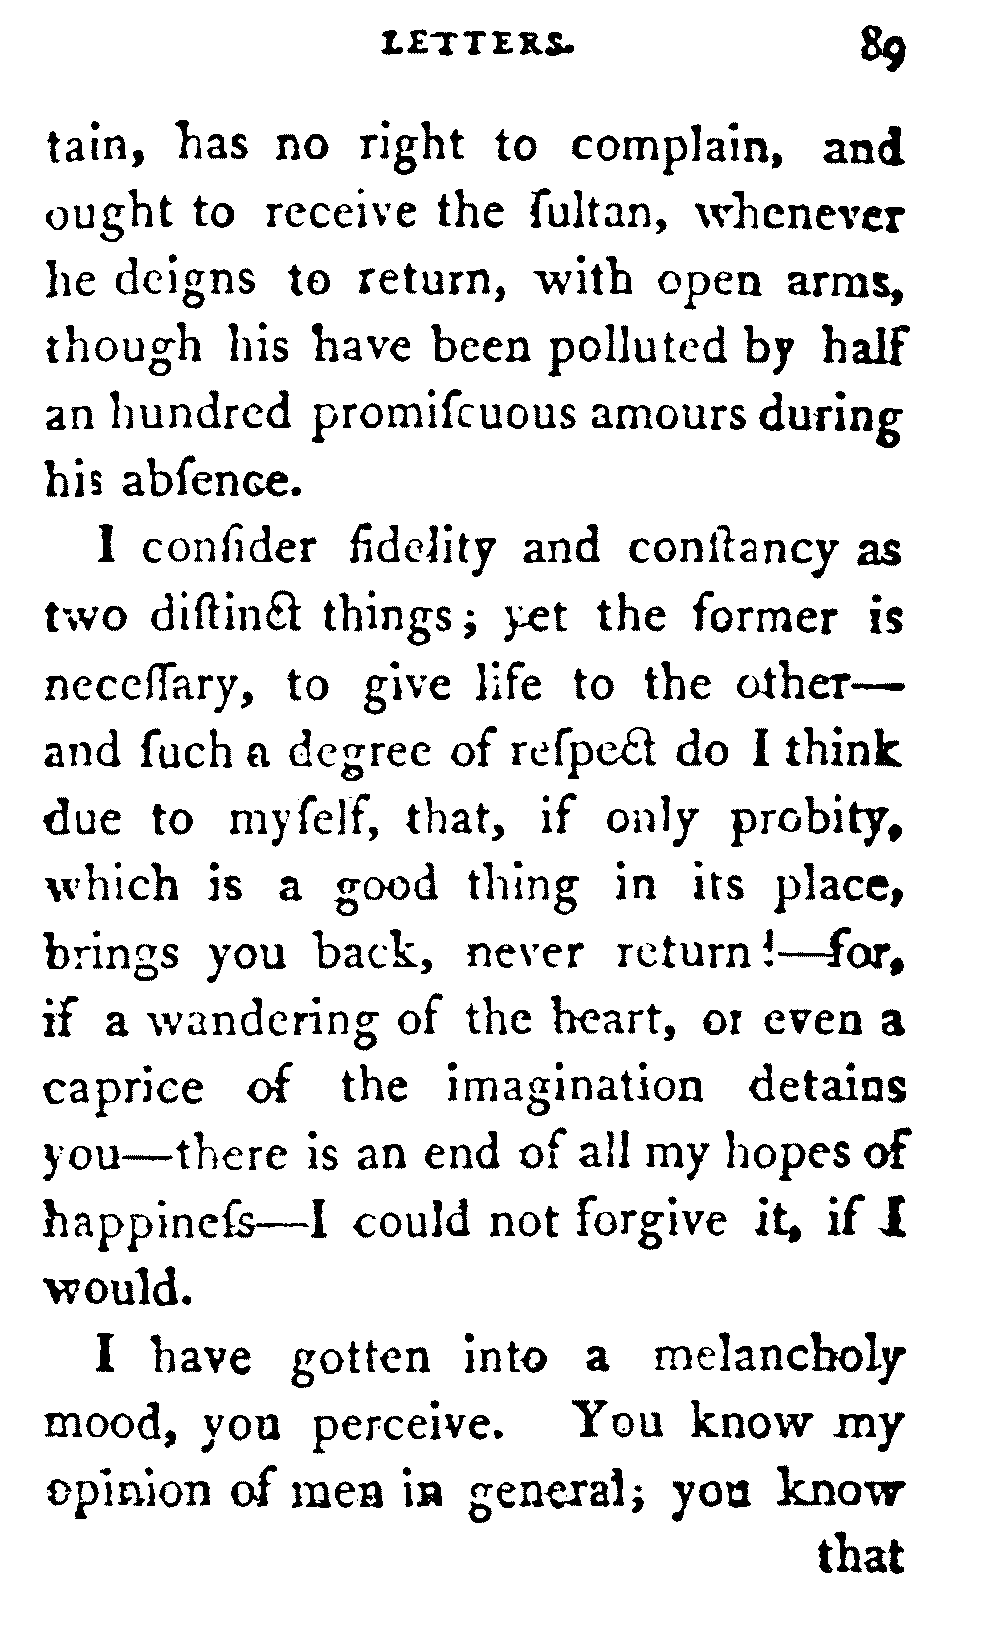 LETTERS. 89
tain, has no right to complain, and
ought to receive the ſultan, whenever
he deigns to return, with open arms,
though his have been polluted by half
an hundred promiſcuous amours during
his abſence.
I conſider fidelity and conſtancy as
two diſtinct things; yet the former is
neceſſary, to give life to the other—
and ſuch a degree of reſpect do I think
due to myſelf, that, if only probity,
which is a good thing in its place,
brings you back, never return!—for,
if a wandering of the heart, or even a
caprice of the imagination detains
you—there is an end of all my hopes of
happineſs—I could not forgive it, if I
would.
I have gotten into a melancholy
mood, you perceive. You know my
opinion of men in general; you know
that